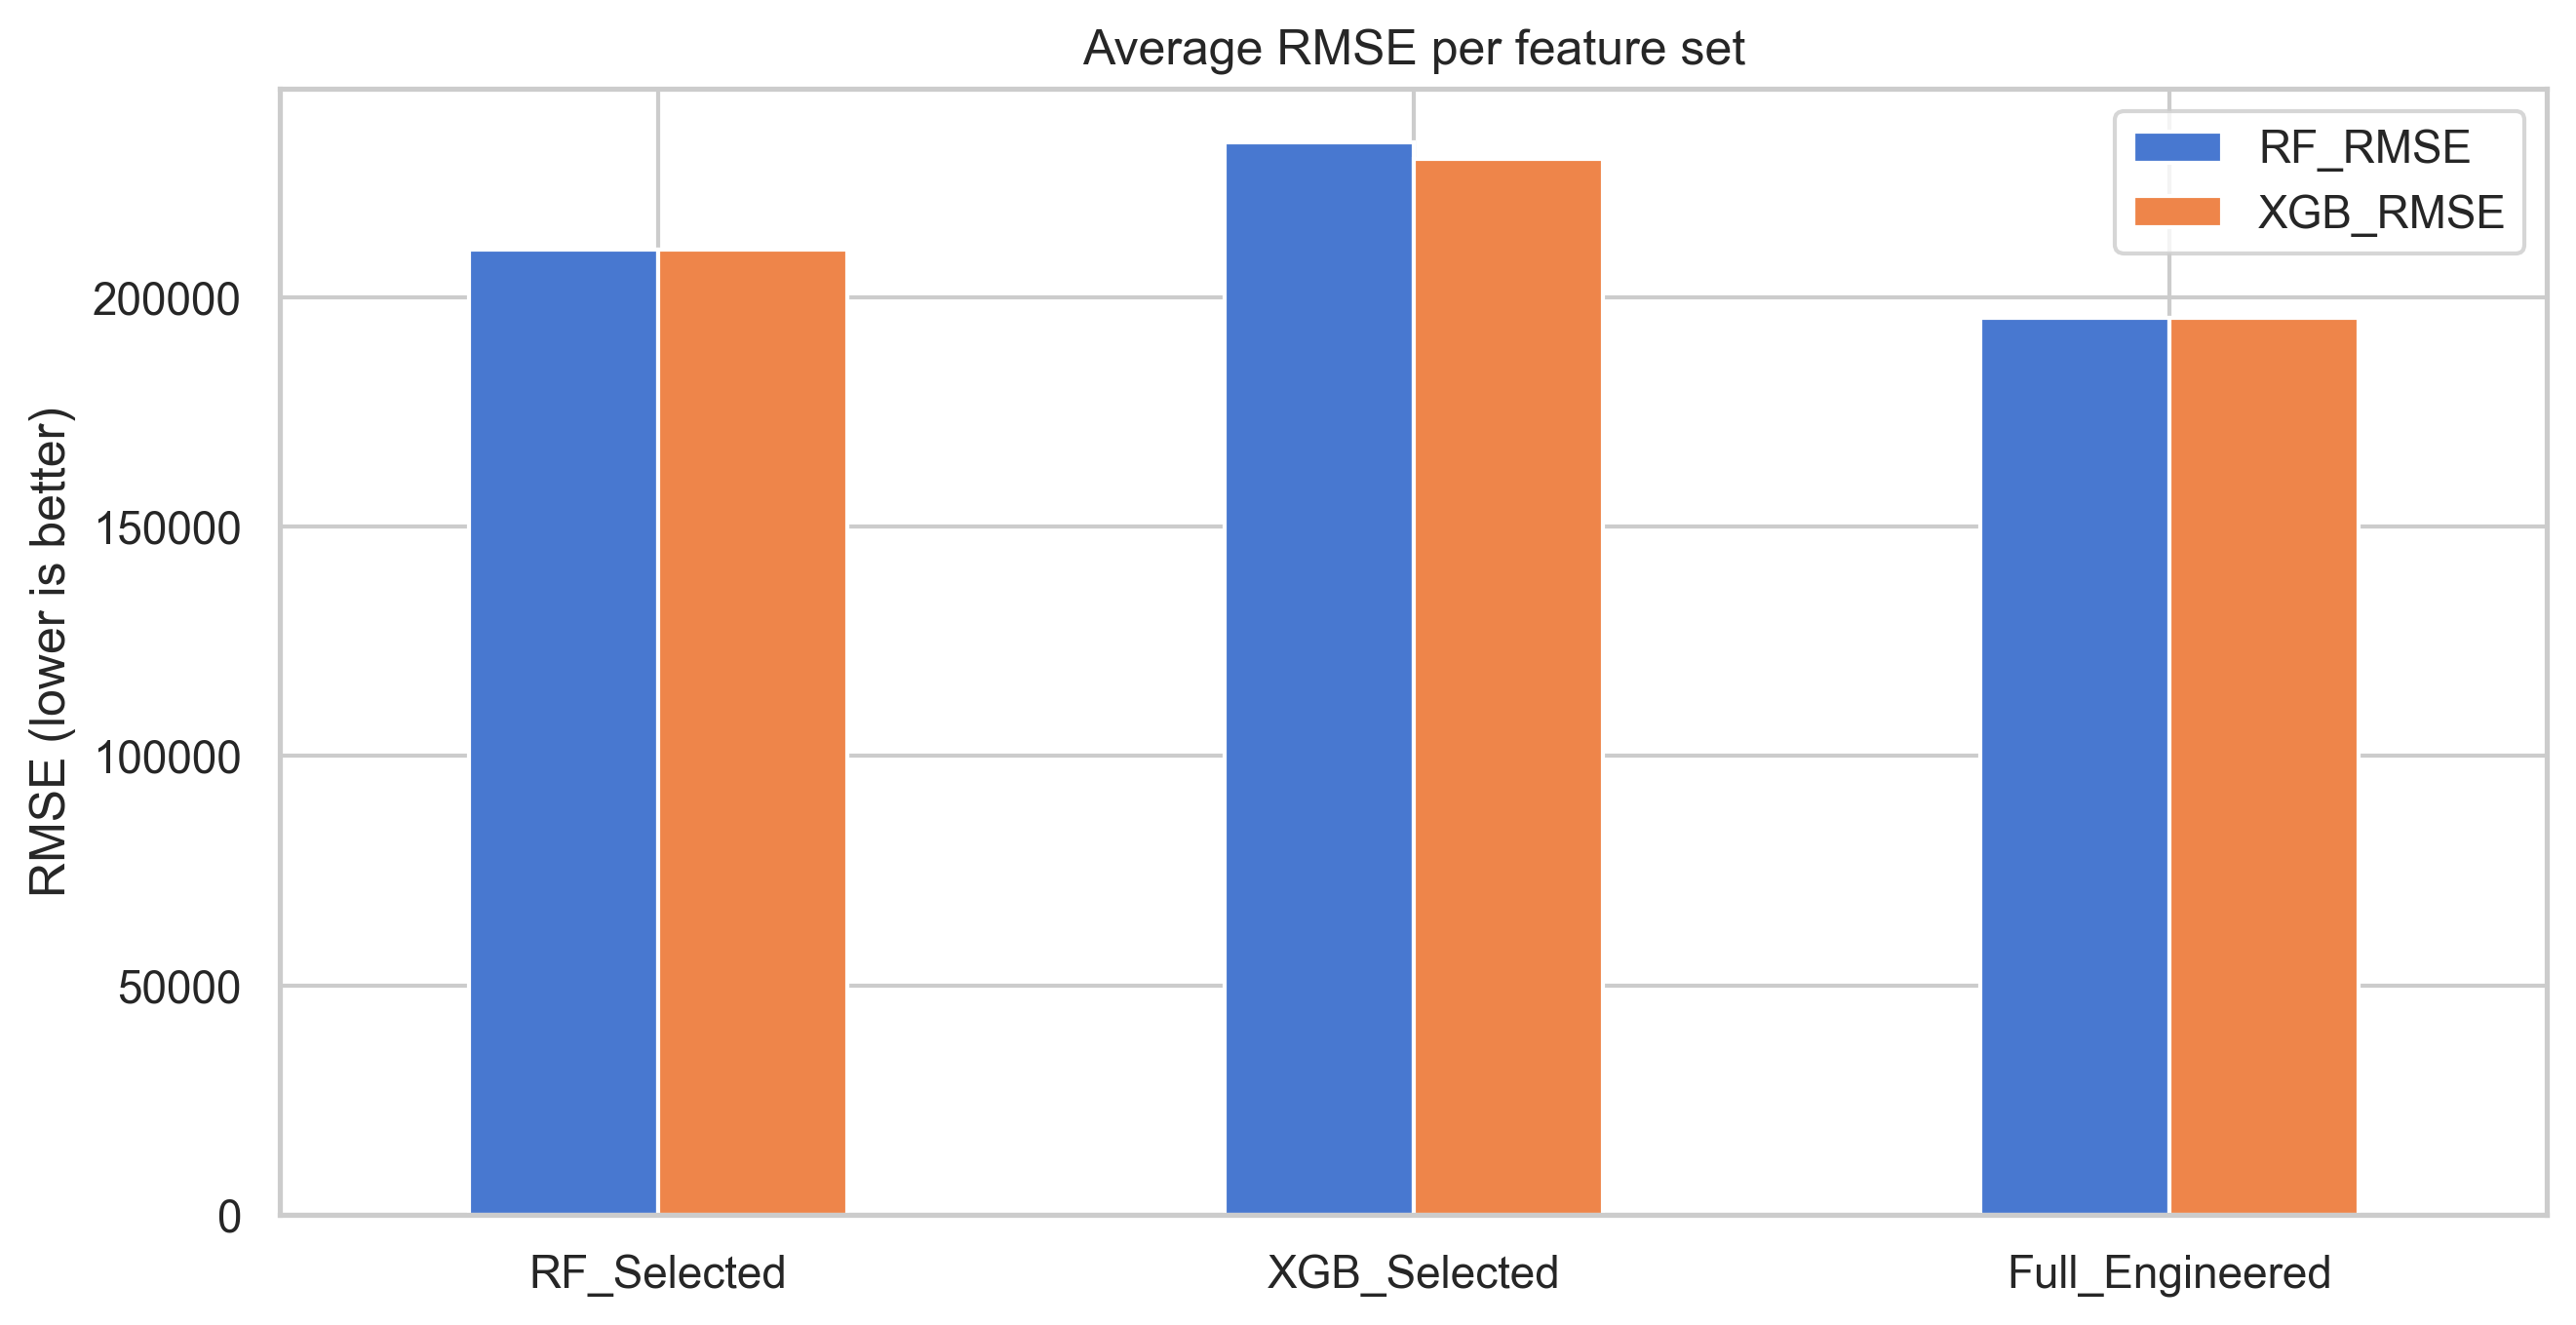 Average RMSE per feature set
RF_RMSE
XGB_RMSE
RMSE (lower is better)
200000
150000
100000
50000
0
RF_Selected
XGB_Selected
Full_Engineered